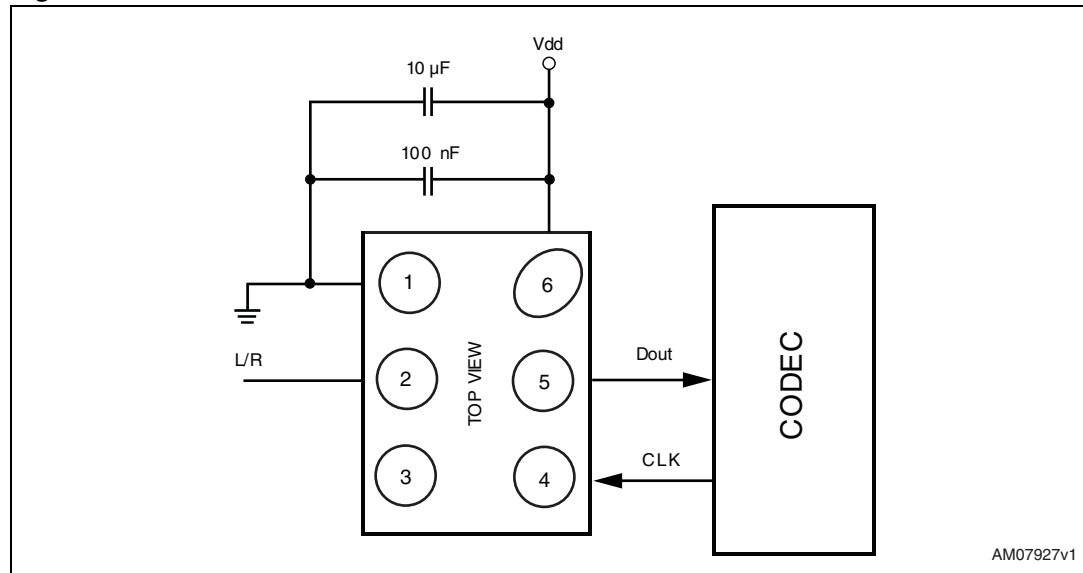 Vdd
10 µF
100 nF
1
6
L/R
2
TOP VIEW
5
Dout
CODEC
3
4
CLK
AM07927v1